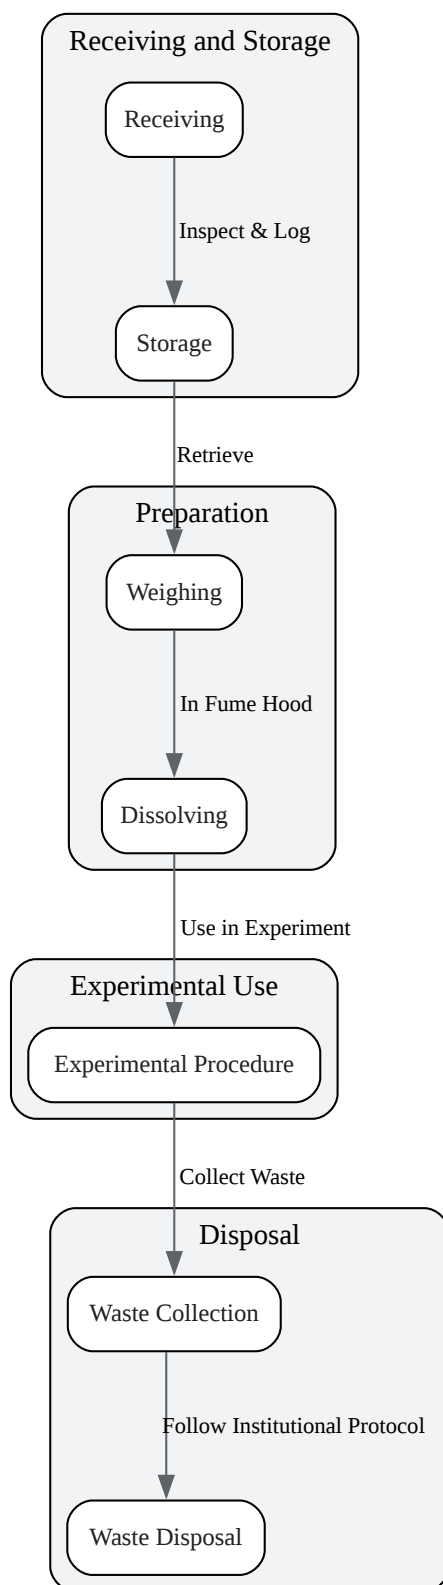 Receiving and Storage
Receiving
Inspect & Log
Storage
Retrieve
Preparation
Weighing
In Fume Hood
Dissolving
Use in Experiment
Experimental Use
Experimental Procedure
Collect Waste
Disposal
Waste Collection
Follow Institutional Protocol
Waste Disposal